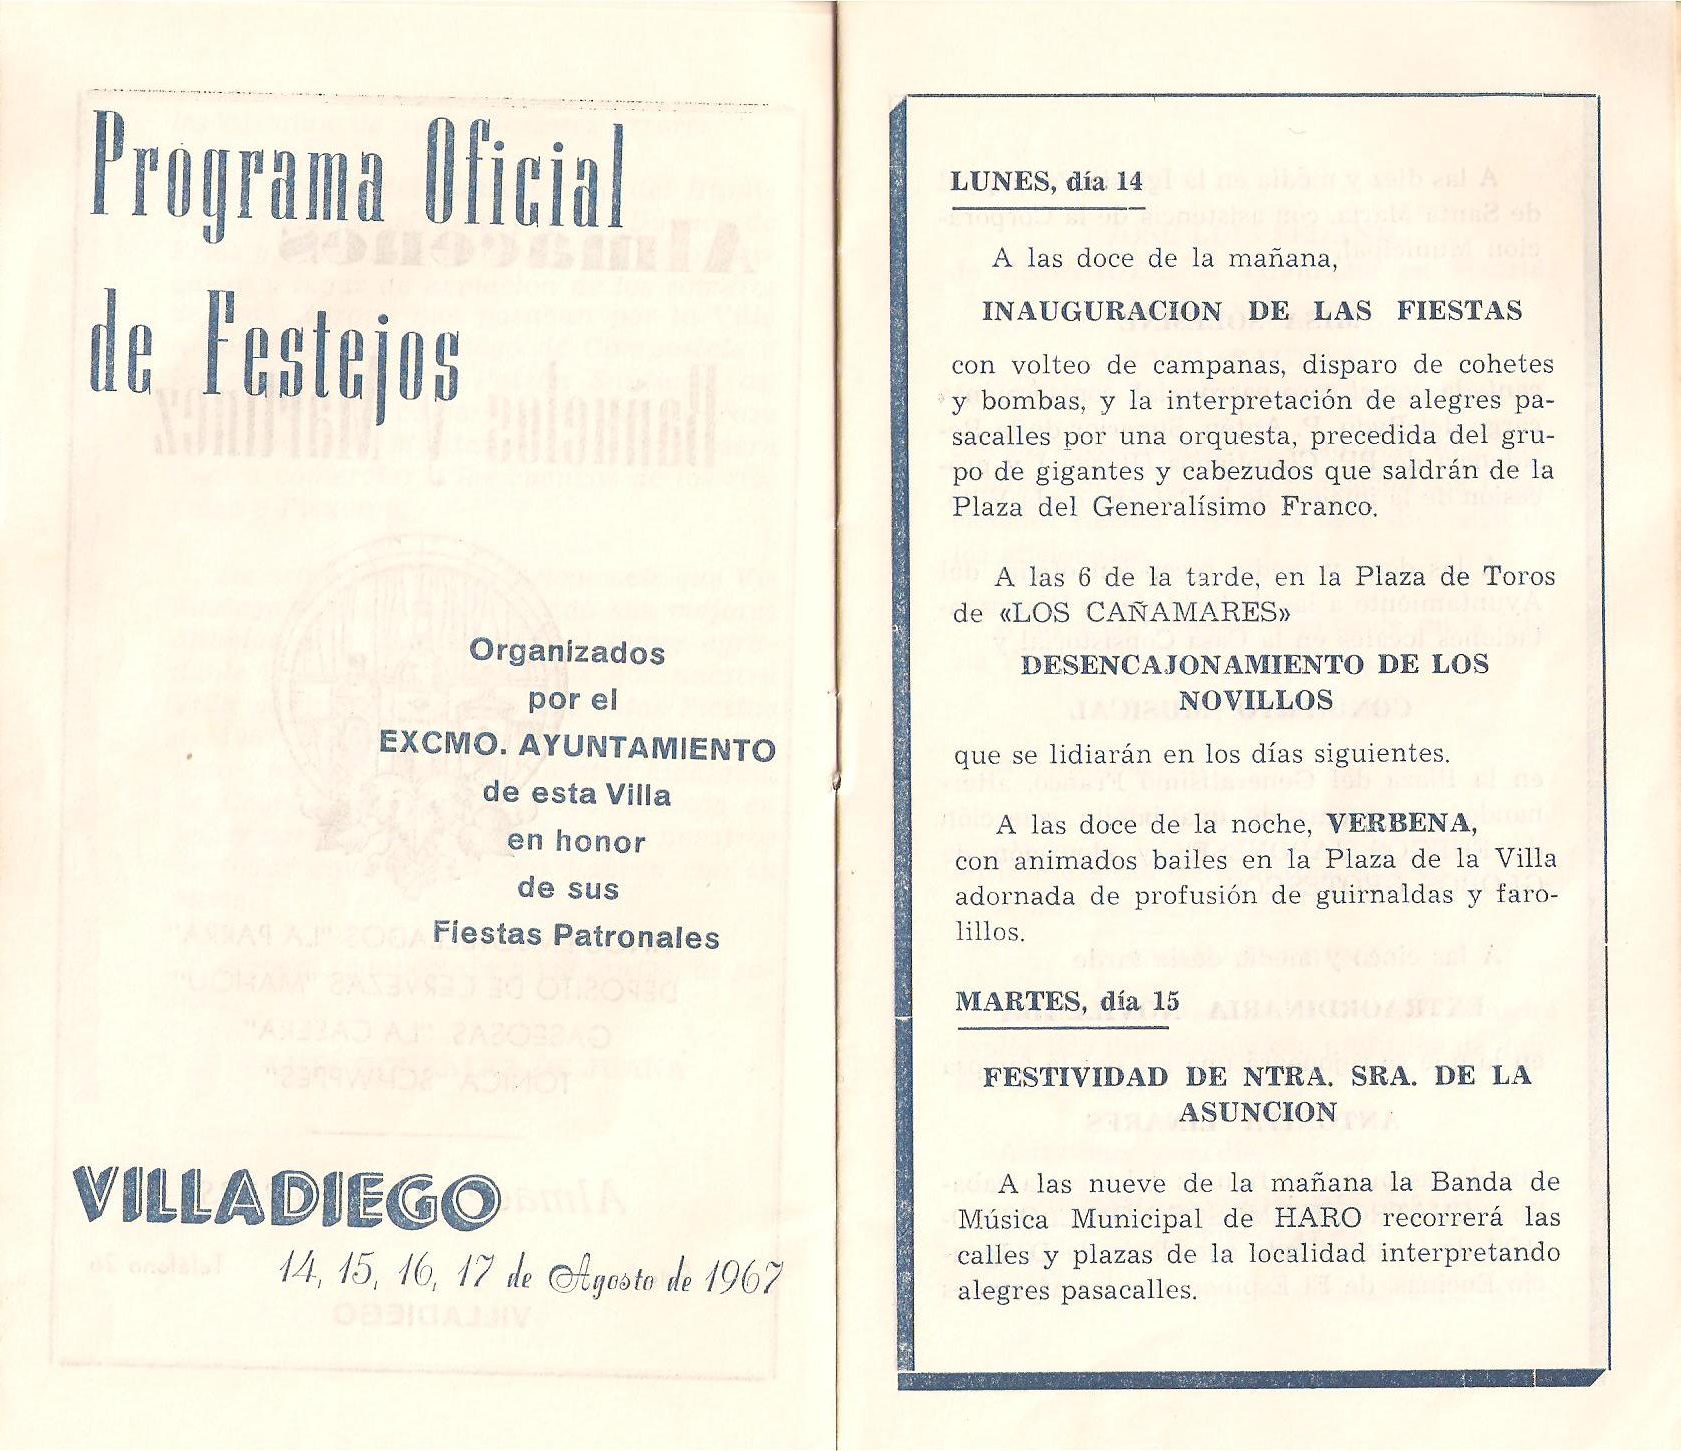 Programa Oficial
de Festejos
Organizados
por el
EXCMO. AYUNTAMIENTO
de esta Villa
en honor
de sus
Fiestas Patronales
VILLADIEGO
14, 15, 16, 17 de Agosto de 1967
LUNES, día 14
A las doce de la mañana,
INAUGURACION DE LAS FIESTAS
con volteo de campanas, disparo de cohetes
y bombas, y la interpretación de alegres pa-
sacalles por una orquesta, precedida del gru-
po de gigantes y cabezudos que saldrán de la
Plaza del Generalísimo Franco.
A las 6 de la tarde, en la Plaza de Toros
de «LOS CAÑAMARES»
DESENCAJONAMIENTO DE LOS
NOVILLOS
que se lidiarán en los días siguientes.
A las doce de la noche, VERBENA,
con animados bailes en la Plaza de la Villa
adornada de profusión de guirnaldas y faro-
lillos.
MARTES, día 15
FESTIVIDAD DE NTRA. SRA. DE LA
ASUNCION
A las nueve de la mañana la Banda de
Música Municipal de HARO recorrerá las
calles y plazas de la localidad interpretando
alegres pasacalles.